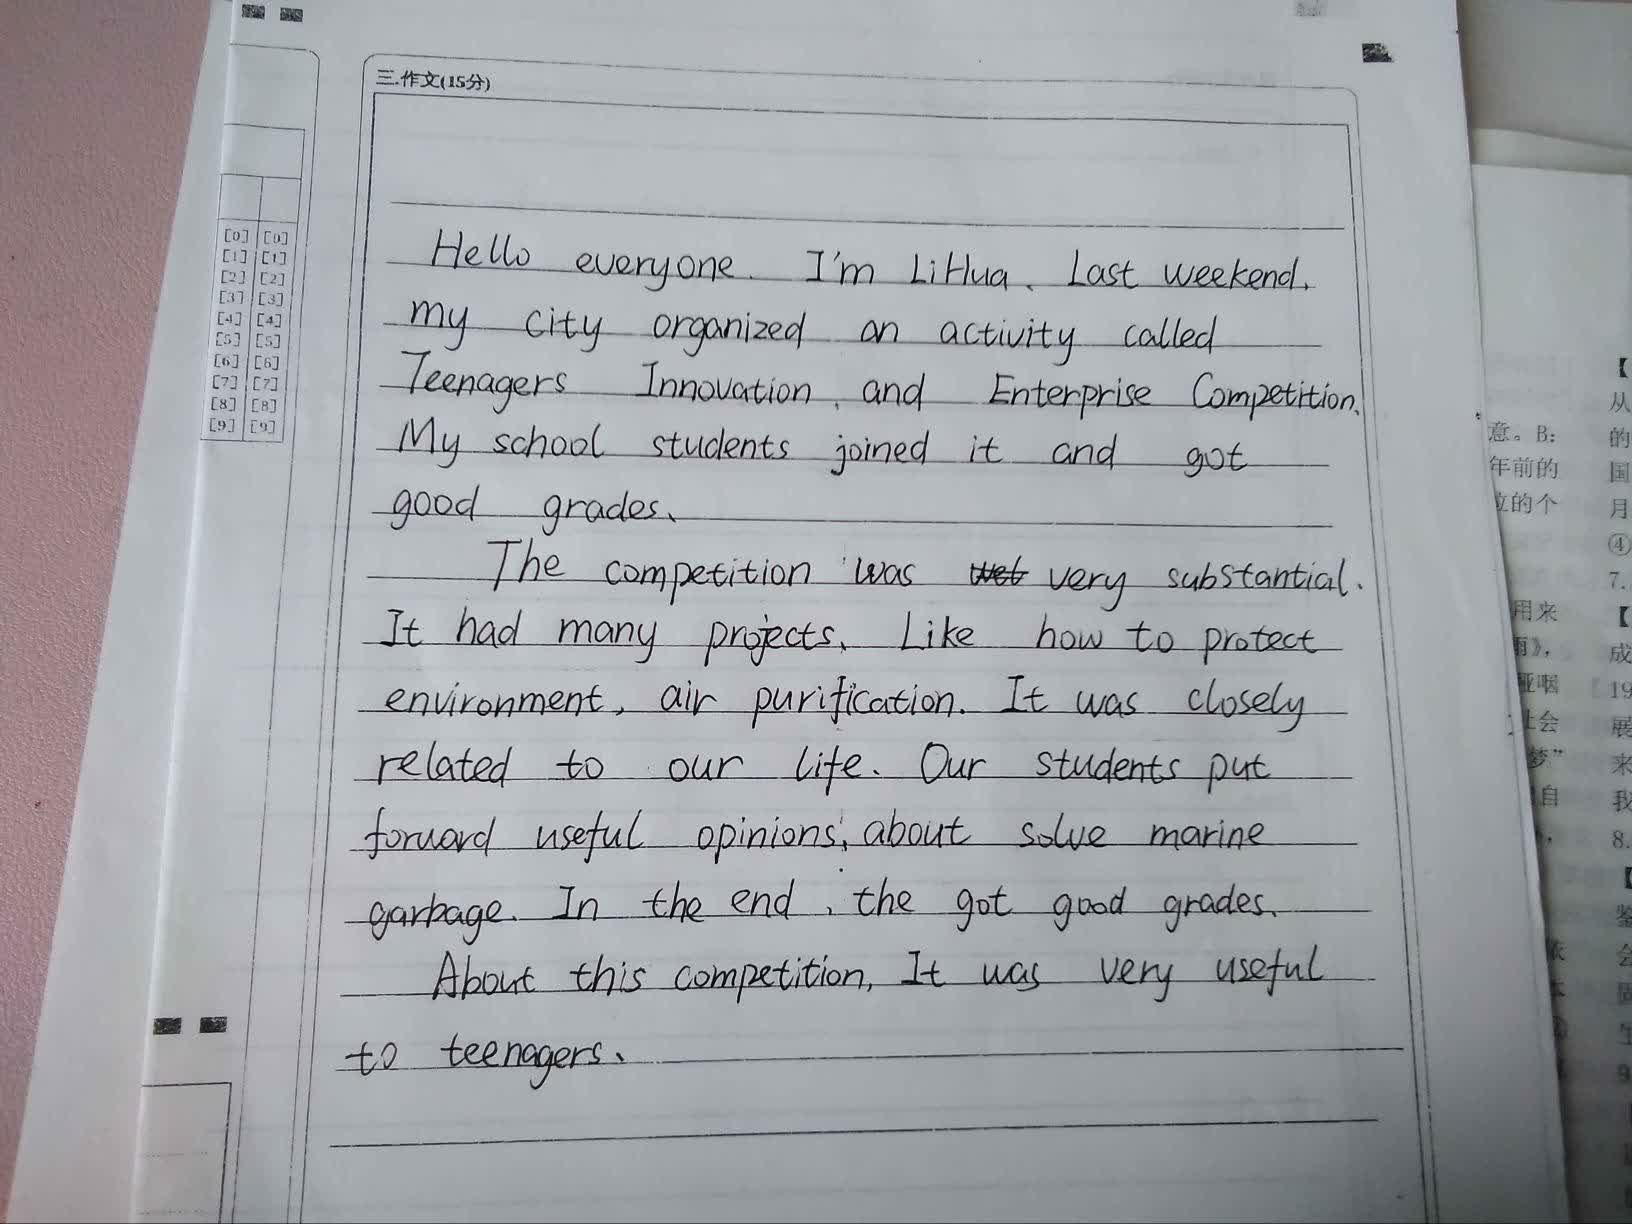 三.作文(15分)
[0] [0]
[1] [1]
[2] [2]
[3] [3]
[4] [4]
[5] [5]
[6] [6]
[7] [7]
[8] [8]
[9] [9]
Hello everyone. I'm LiHua. Last weekend,
my city organized an activity called
Teenagers Innovation and Enterprise Competition.
My school students joined it and got
good grades.
The competition was wet very substantial.
It had many projects. Like how to protect
environment, air purification. It was closely
related to our life. Our students put
forward useful opinions, about solve marine
garbage. In the end, the got good grades.
About this competition, It was very useful
to teenagers.
意。B:
年前的
的个
用来
社会
梦”
自
【
从
的
国
月
④
7.
【
成
19
展
来
我
8.